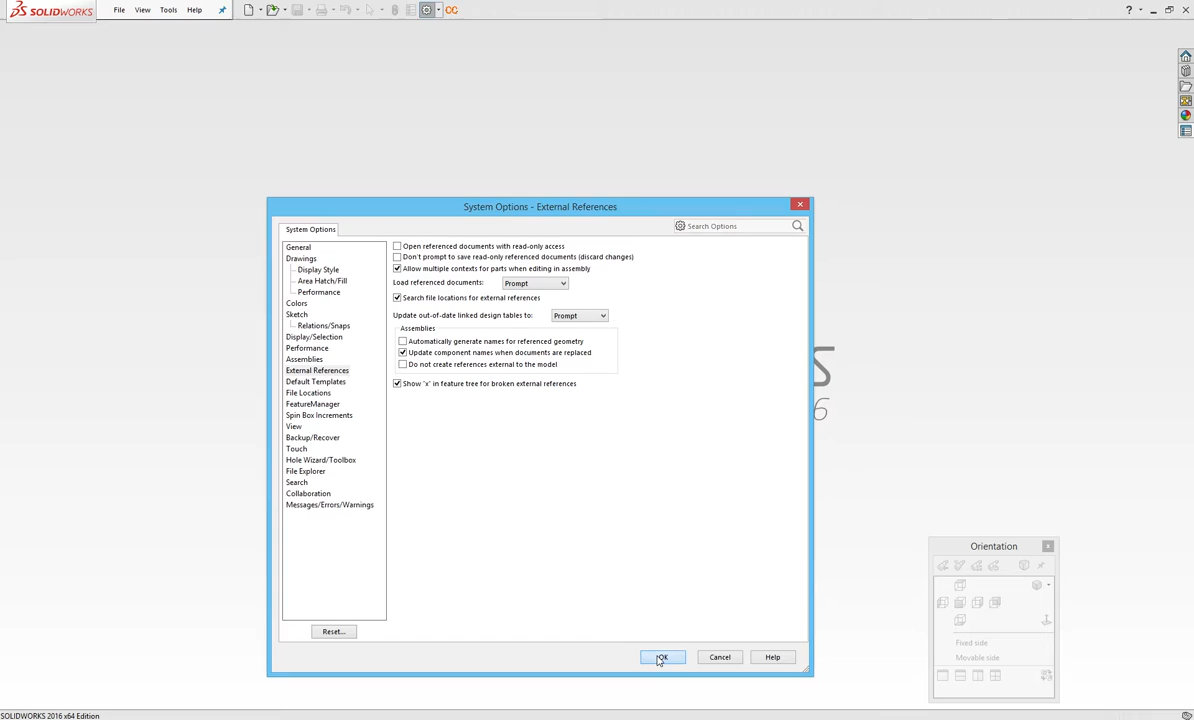 SOLIDWORKS File View Tools Help
CC
?
System Options - External References
System Options
Search Options
General
Drawings
Display Style
Area Hatch/Fill
Performance
Colors
Sketch
Relations/Snaps
Display/Selection
Performance
Assemblies
External References
Default Templates
File Locations
FeatureManager
Spin Box Increments
View
Backup/Recover
Touch
Hole Wizard/Toolbox
File Explorer
Search
Collaboration
Messages/Errors/Warnings
Reset...
Open referenced documents with read-only access
Don't prompt to save read-only referenced documents (discard changes)
Allow multiple contexts for parts when editing in assembly
Load referenced documents: Prompt
Search file locations for external references
Update out-of-date linked design tables to: Prompt
Assemblies
Automatically generate names for referenced geometry
Update component names when documents are replaced
Do not create references external to the model
Show "x" in feature tree for broken external references
OK Cancel Help
S
6
Orientation
Fixed side
Movable side
SOLIDWORKS 2016 x64 Edition